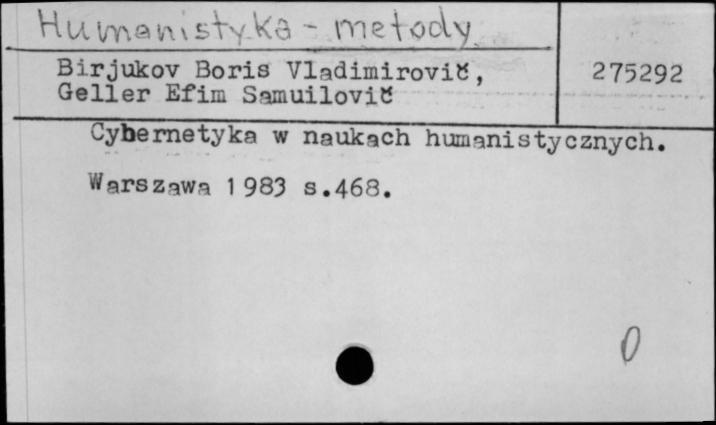 Humanistyka - metody
Birjukov Boris Vladimirovič, 275292
Geller Efim Samuilovič
Cybernetyka w naukach humanistycznych.
Warszawa 1983 s.468.
0